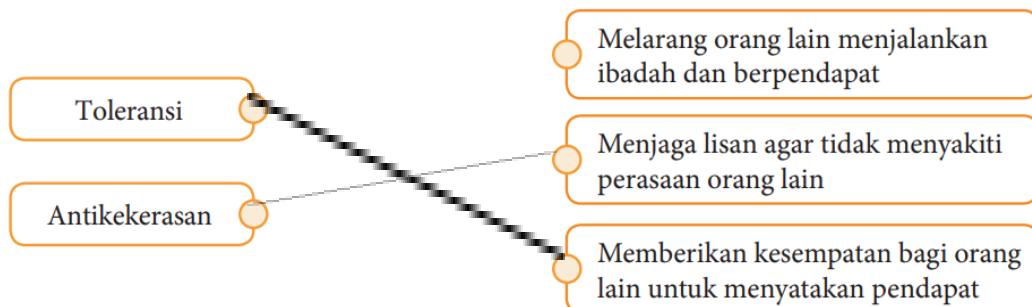 Toleransi
Antikekerasan
Melarang orang lain menjalankan
ibadah dan berpendapat
Menjaga lisan agar tidak menyakiti
perasaan orang lain
Memberikan kesempatan bagi orang
lain untuk menyatakan pendapat